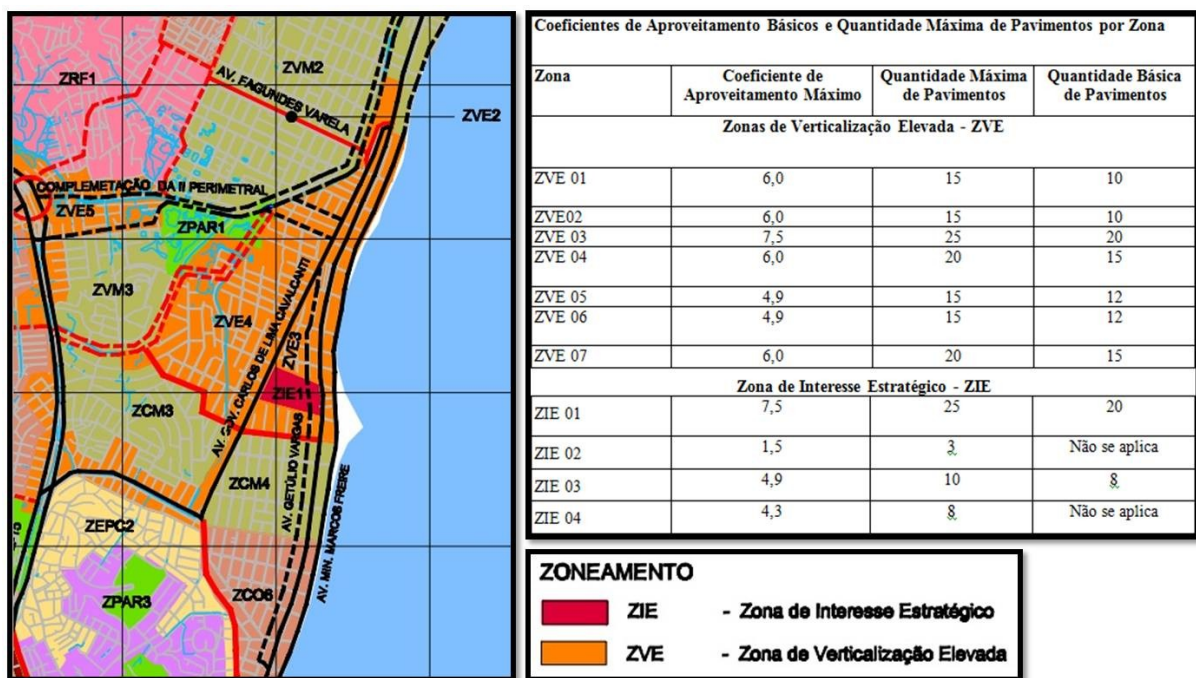 ZRF1
ZVM2
AV. FAGUNDES VARELA
ZVE2
COMPLEMETAÇÃO DA II PERIMETRAL
ZVE5
ZPAR1
ZVM3
ZVE4
AV. GOV. CARLOS DE LIMA CAVALCANTI
ZVE3
ZIE11
ZCM3
AV. GETÚLIO VARGAS
ZCM4
AV. MIN. MARCOS FREIRE
ZEPC2
ZPAR3
ZCO6
Coeficientes de Aproveitamento Básicos e Quantidade Máxima de Pavimentos por Zona
Zona Coeficiente de Aproveitamento Máximo Quantidade Máxima de Pavimentos Quantidade Básica de Pavimentos
Zonas de Verticalização Elevada - ZVE
ZVE 01 6,0 15 10
ZVE02 6,0 15 10
ZVE 03 7,5 25 20
ZVE 04 6,0 20 15
ZVE 05 4,9 15 12
ZVE 06 4,9 15 12
ZVE 07 6,0 20 15
Zona de Interesse Estratégico - ZIE
ZIE 01 7,5 25 20
ZIE 02 1,5 3 Não se aplica
ZIE 03 4,9 10 8
ZIE 04 4,3 8 Não se aplica
ZONEAMENTO
ZIE - Zona de Interesse Estratégico
ZVE - Zona de Verticalização Elevada